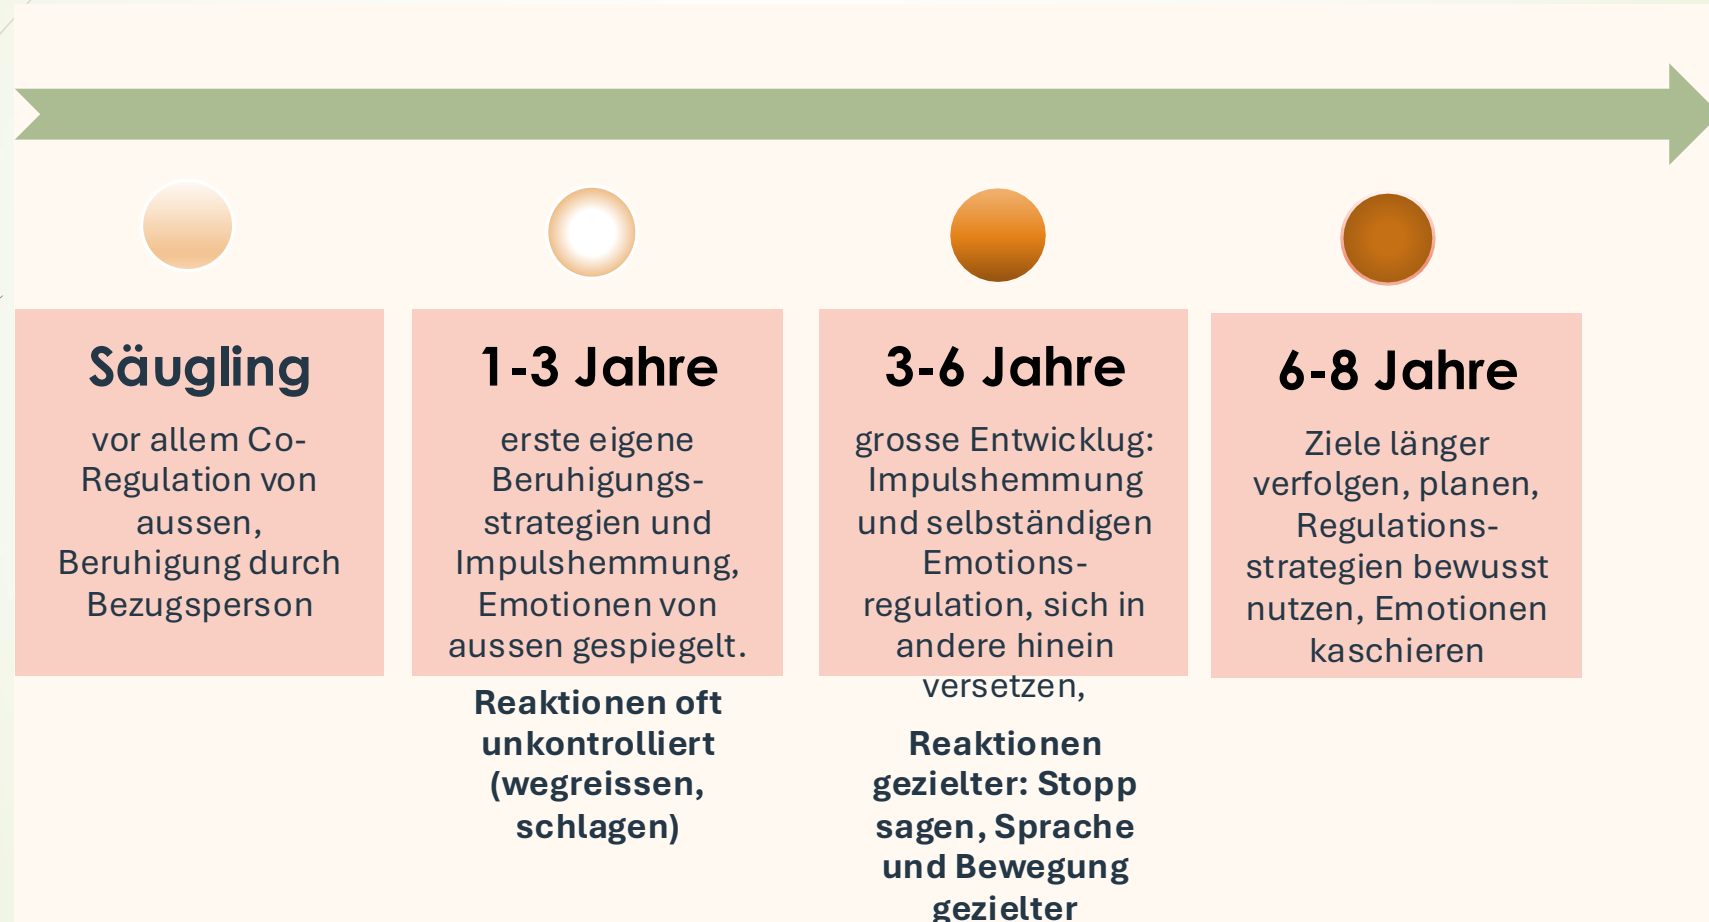 Säugling
vor allem Co-
Regulation von
aussen,
Beruhigung durch
Bezugsperson
1-3 Jahre
erste eigene
Beruhigungs-
strategien und
Impulshemmung,
Emotionen von
aussen gespiegelt.
Reaktionen oft
unkontrolliert
(wegreissen,
schlagen)
3-6 Jahre
grosse Entwicklug:
Impulshemmung
und selbständigen
Emotions-
regulation, sich in
andere hinein
versetzen,
Reaktionen
gezielter: Stopp
sagen, Sprache
und Bewegung
gezielter
6-8 Jahre
Ziele länger
verfolgen, planen,
Regulations-
strategien bewusst
nutzen, Emotionen
kaschieren